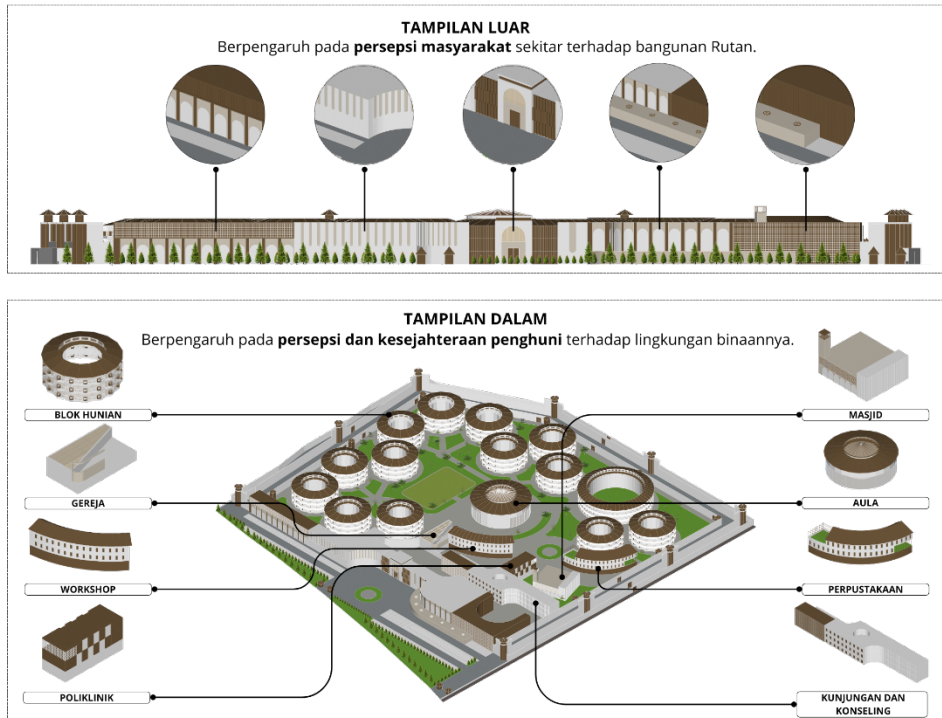 TAMPILAN LUAR
Berpengaruh pada persepsi masyarakat sekitar terhadap bangunan Rutan.
TAMPILAN DALAM
Berpengaruh pada persepsi dan kesejahteraan penghuni terhadap lingkungan binaannya.
BLOK HUNIAN
MASJID
GEREJA
AULA
WORKSHOP
PERPUSTAKAAN
POLIKLINIK
KUNJUNGAN DAN
KONSELING